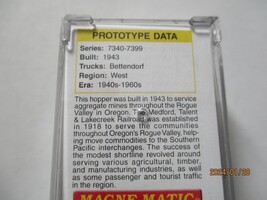 PROTOTYPE DATA
Series: 7340-7399
Built: 1943
Trucks: Bettendorf
Region: West
Era: 1940s-1960s
This hopper was built in 1943 to service
aggregate mines throughout the Rogue
Valley in Oregon. The Medford, Talent
& Lakecreek Railroad was established
in 1918 to serve the communities
throughout Oregon's Rogue Valley, help-
ing move commodities to the Southern
Pacific interchanges. The success of
the modest shortline revolved around
serving various agricultural, timber,
and manufacturing industries, as well
as some passenger and tourist traffic
in the region.
MAGNE-MATIC